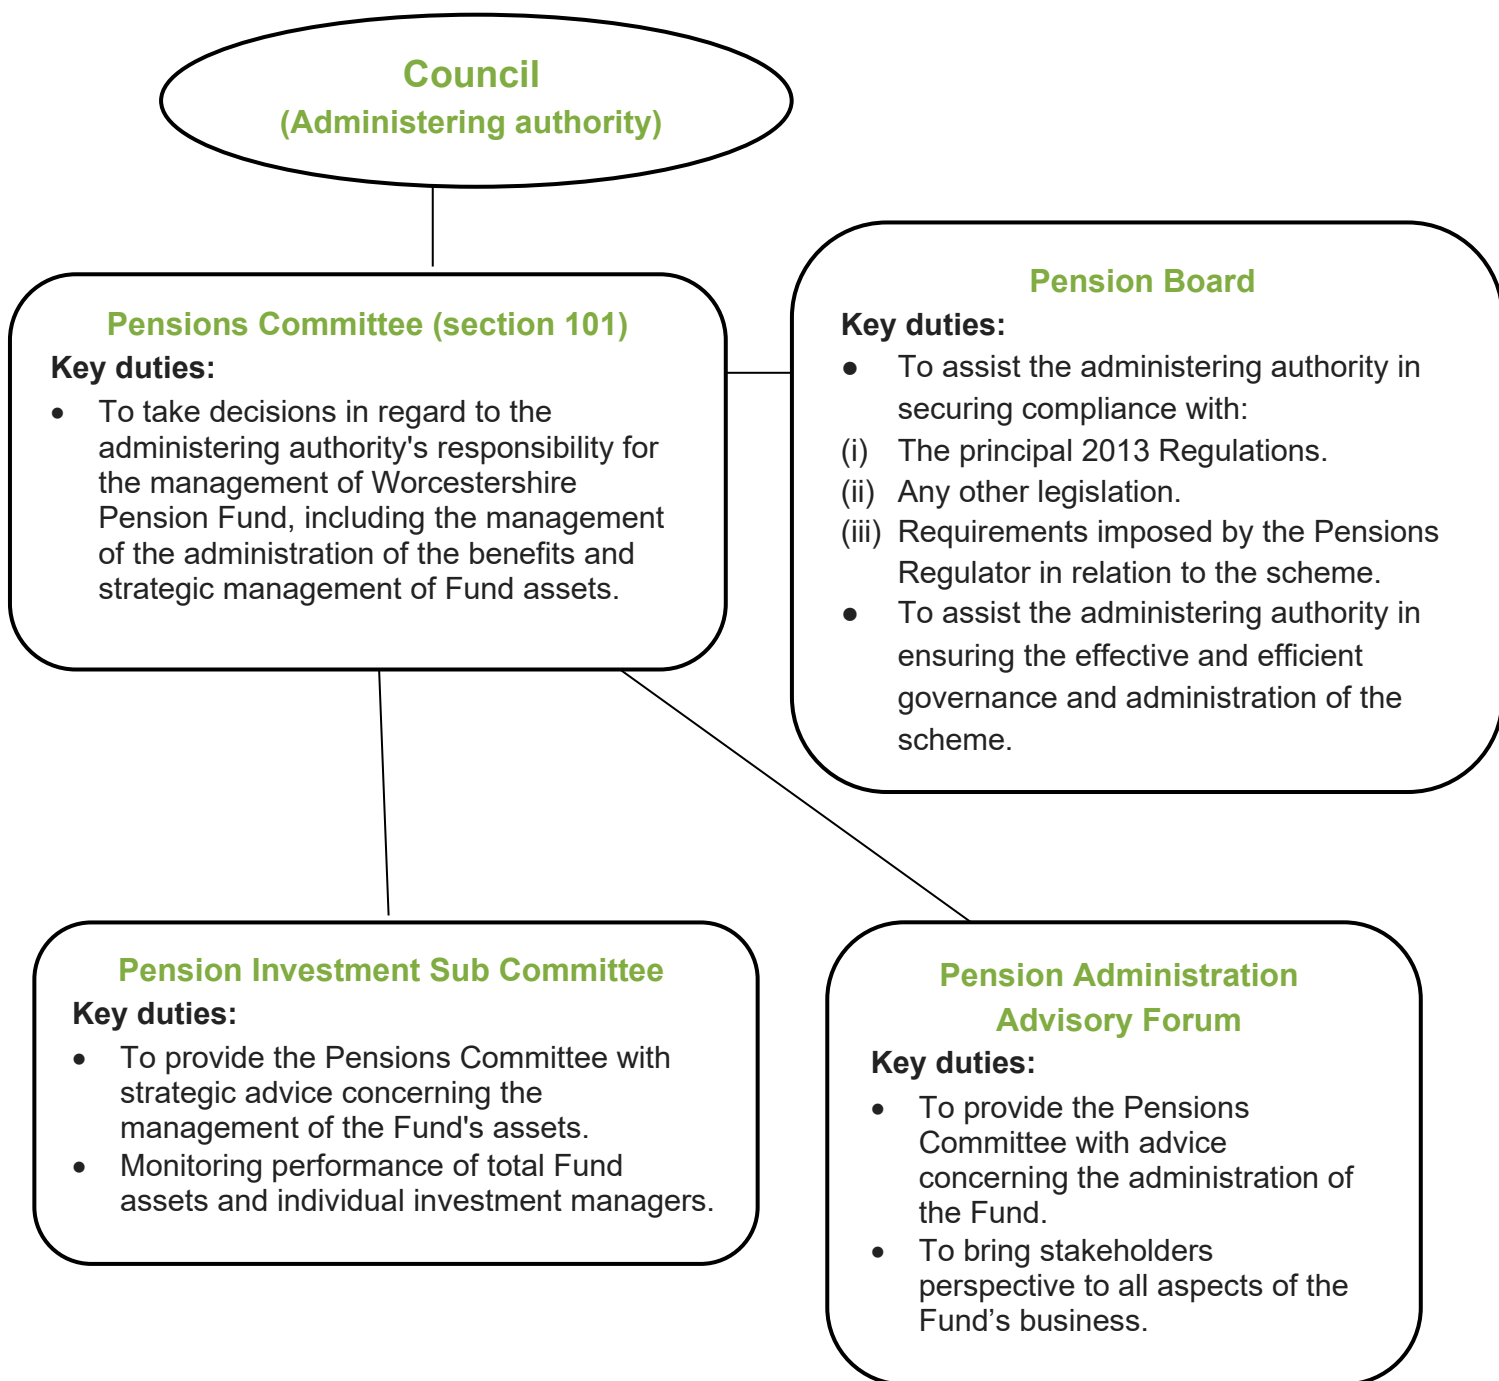 Council
(Administering authority)
Pensions Committee (section 101)
Key duties:
• To take decisions in regard to the
administering authority's responsibility for
the management of Worcestershire
Pension Fund, including the management
of the administration of the benefits and
strategic management of Fund assets.
Pension Board
Key duties:
● To assist the administering authority in
securing compliance with:
(i) The principal 2013 Regulations.
(ii) Any other legislation.
(iii) Requirements imposed by the Pensions
Regulator in relation to the scheme.
● To assist the administering authority in
ensuring the effective and efficient
governance and administration of the
scheme.
Pension Investment Sub Committee
Key duties:
• To provide the Pensions Committee with
strategic advice concerning the
management of the Fund's assets.
• Monitoring performance of total Fund
assets and individual investment managers.
Pension Administration
Advisory Forum
Key duties:
• To provide the Pensions
Committee with advice
concerning the administration of
the Fund.
• To bring stakeholders
perspective to all aspects of the
Fund’s business.